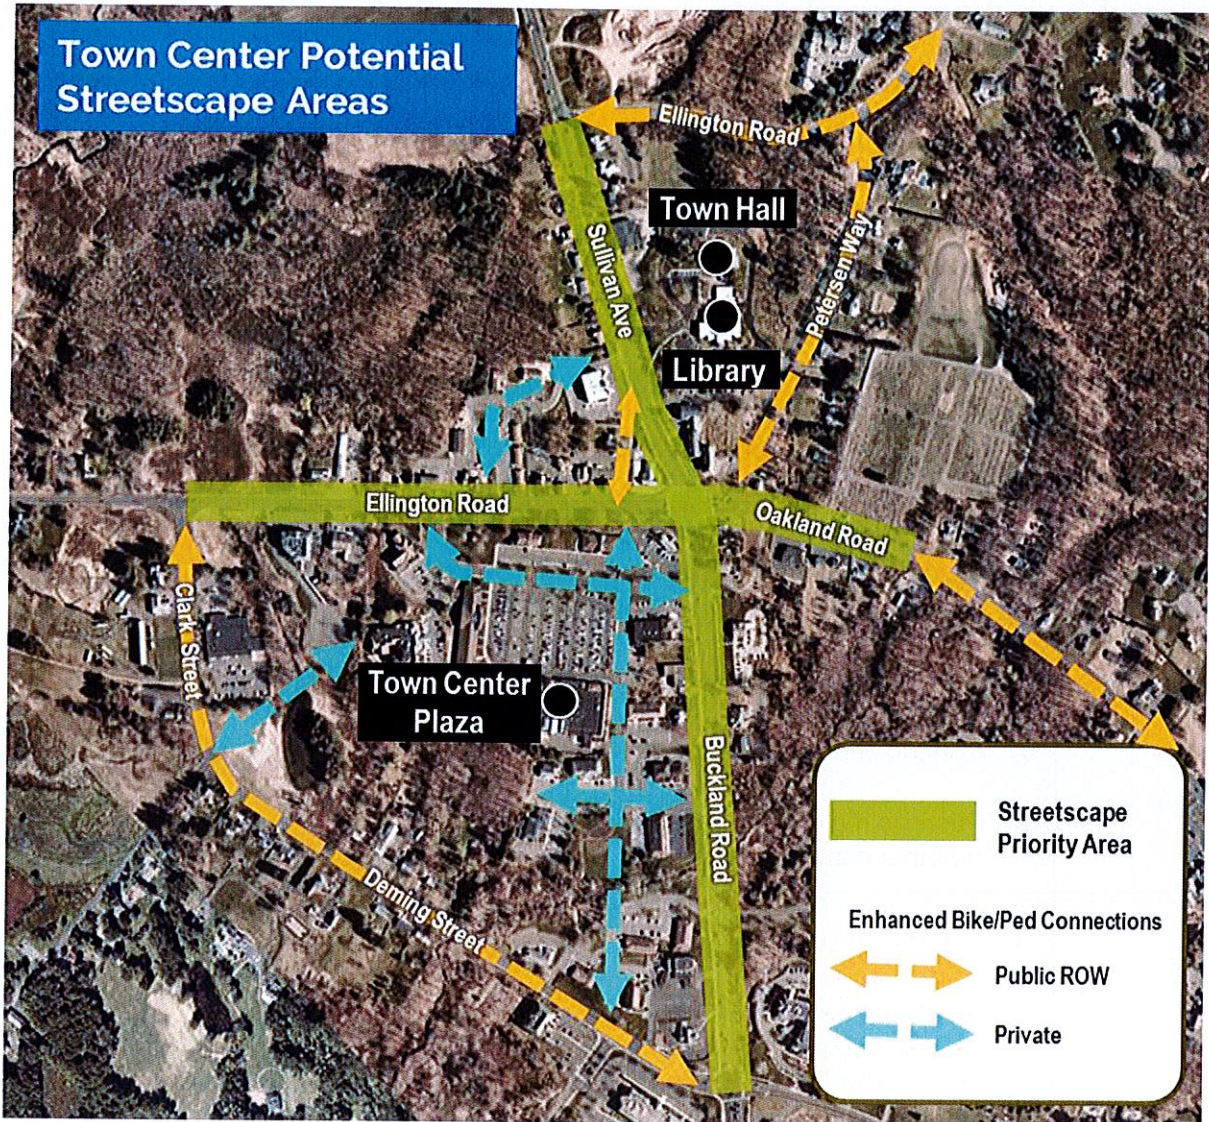 Town Center Potential
Streetscape Areas
Ellington Road
Town Hall
Sullivan Ave
Petersen Way
Library
Ellington Road
Oakland Road
Clark Street
Town Center
Plaza
Buckland Road
Deming Street
Streetscape
Priority Area
Enhanced Bike/Ped Connections
Public ROW
Private